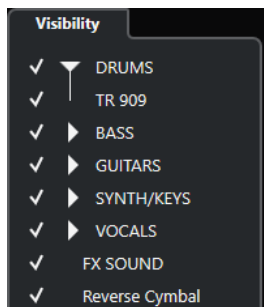 Visibility
DRUMS
TR 909
BASS
GUITARS
SYNTH/KEYS
VOCALS
FX SOUND
Reverse Cymbal